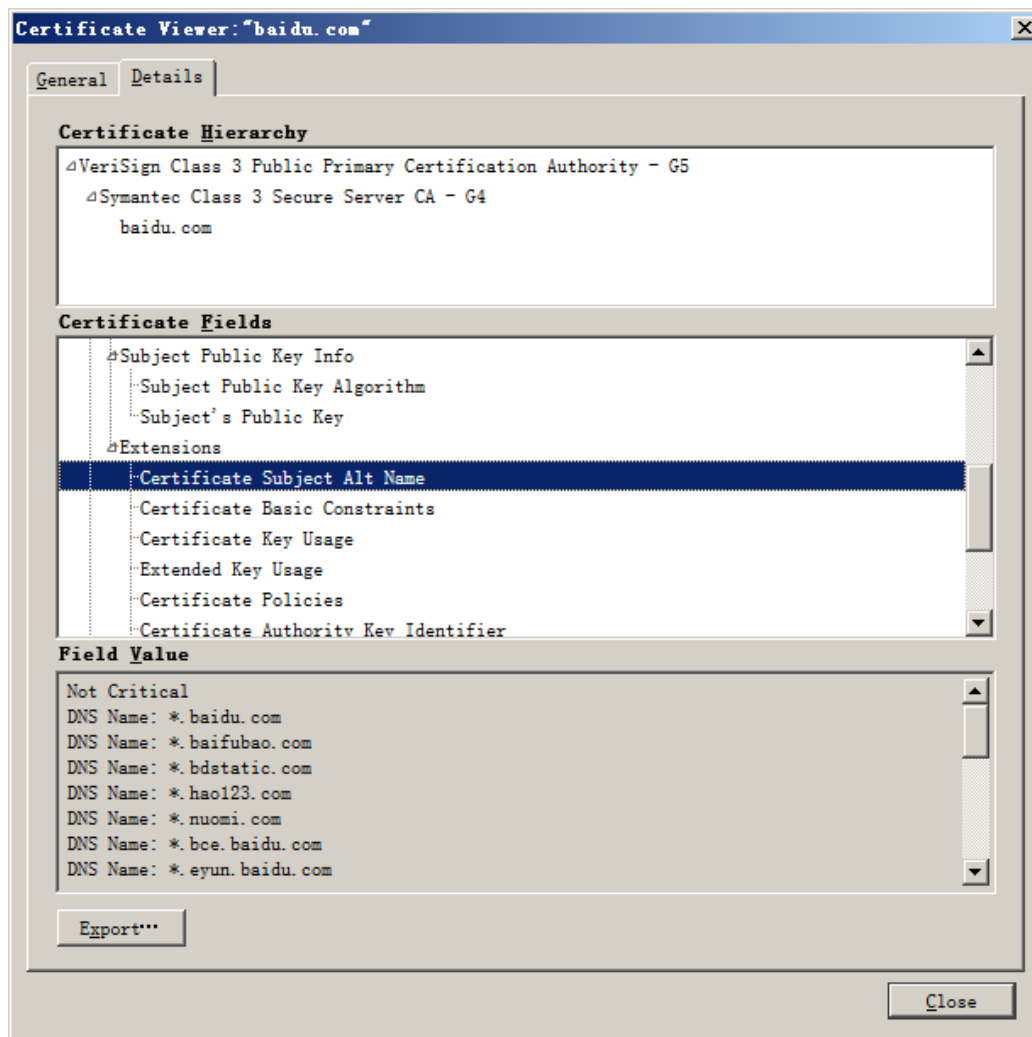 Certificate Viewer:"baidu.com"
General Details
Certificate Hierarchy
VeriSign Class 3 Public Primary Certification Authority - G5
Symantec Class 3 Secure Server CA - G4
baidu.com
Certificate Fields
Subject Public Key Info
Subject Public Key Algorithm
Subject's Public Key
Extensions
Certificate Subject Alt Name
Certificate Basic Constraints
Certificate Key Usage
Extended Key Usage
Certificate Policies
Certificate Authority Key Identifier
Field Value
Not Critical
DNS Name: *.baidu.com
DNS Name: *.baifubao.com
DNS Name: *.bdstatic.com
DNS Name: *.hao123.com
DNS Name: *.nuomi.com
DNS Name: *.bce.baidu.com
DNS Name: *.eyun.baidu.com
Export…
Close